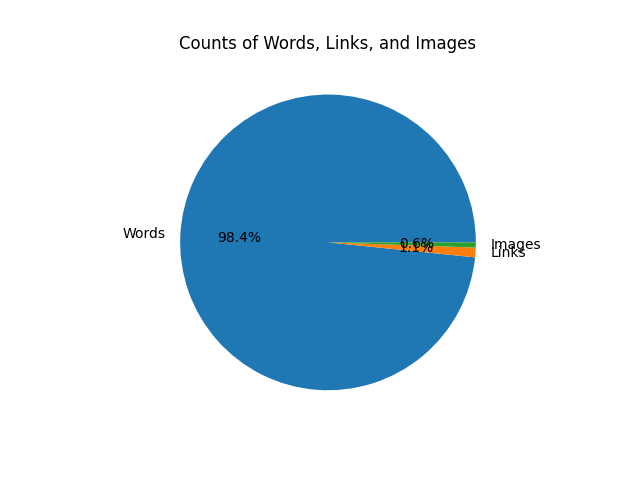 Counts of Words, Links, and Images
Words
98.4%
0.6%
Images
1.1%
Links